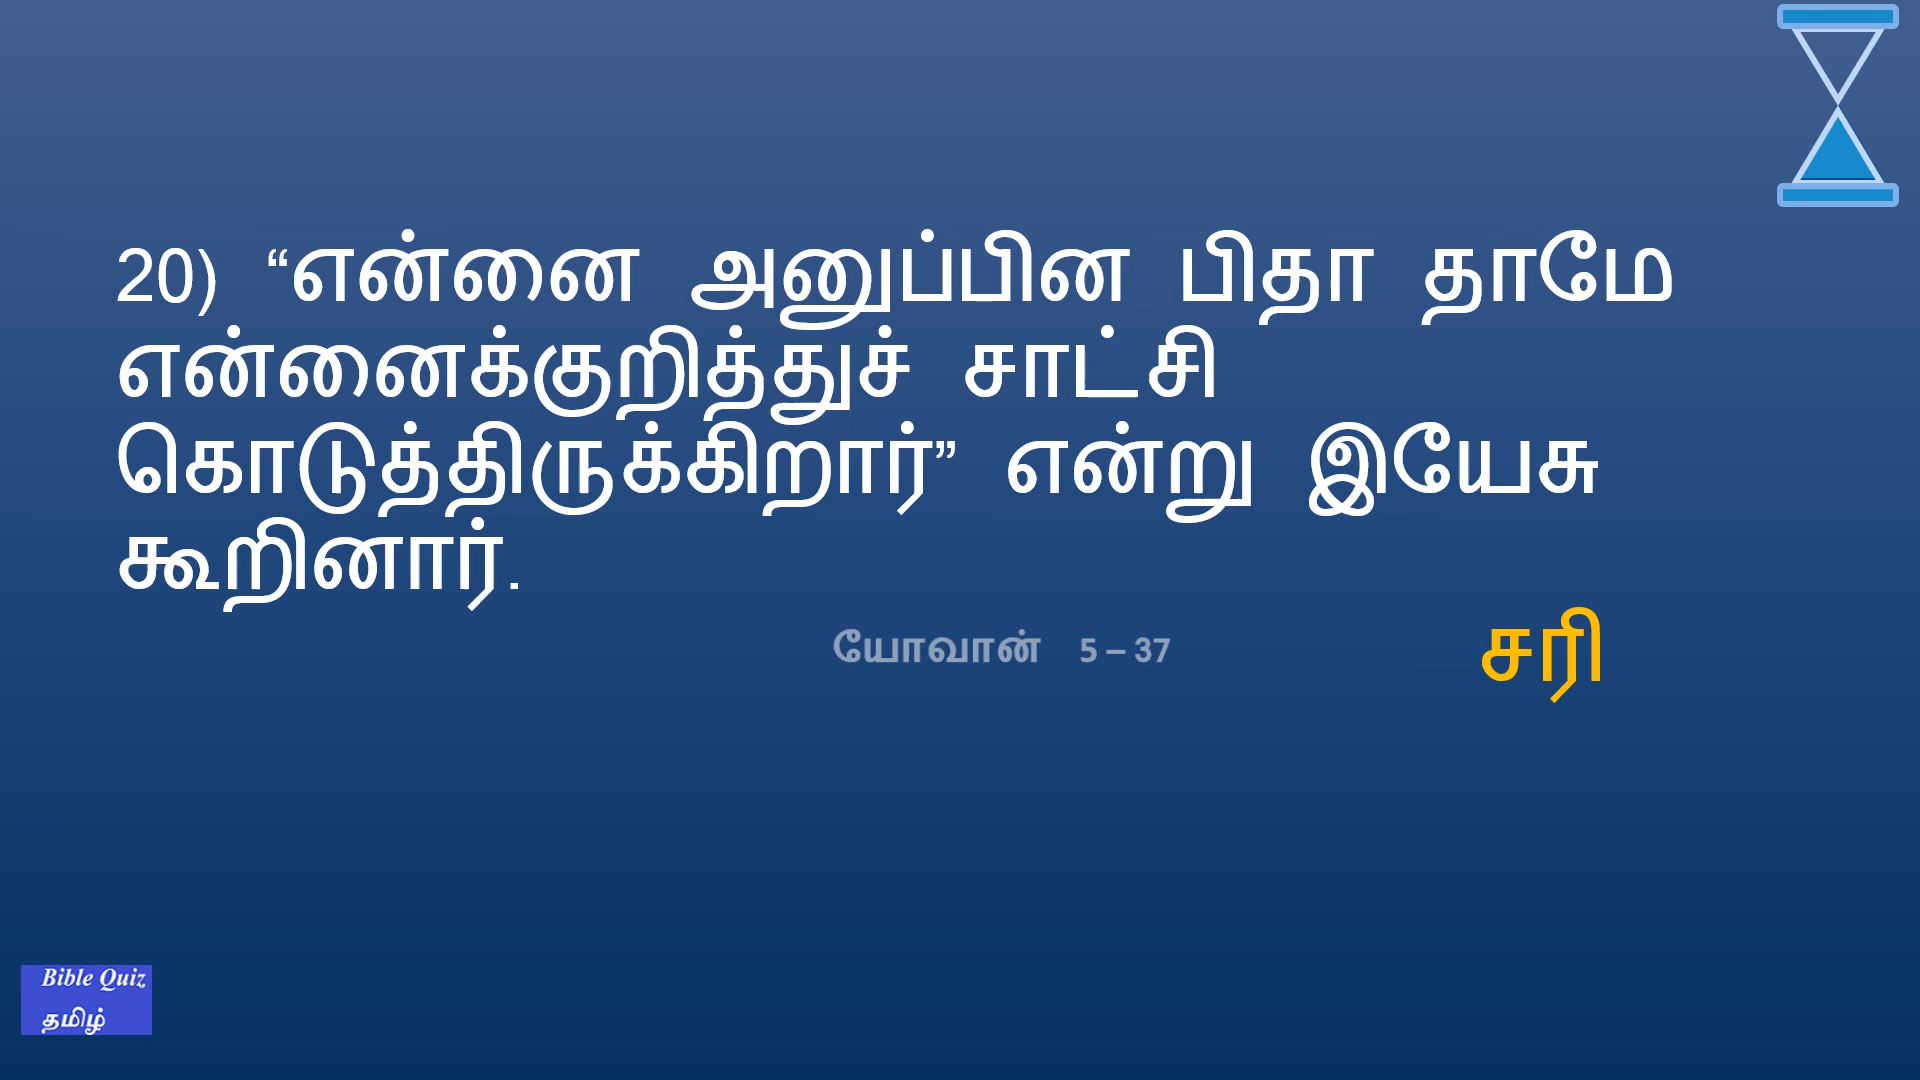 20) “என்னை அனுப்பின பிதா தாமே
என்னைக்குறித்துச் சாட்சி
கொடுத்திருக்கிறார்” என்று இயேசு
கூறினார்.
யோவான் 5 – 37
சரி
Bible Quiz
தமிழ்